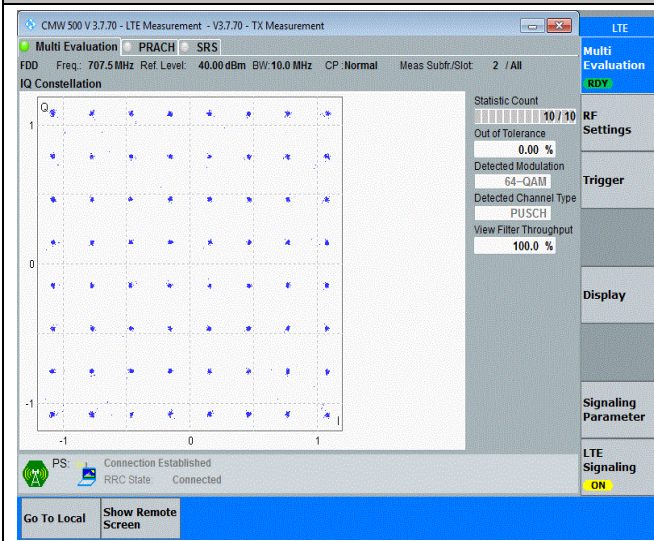 CMW 500 V 3.7.70 - LTE Measurement - V3.7.70 - TX Measurement
LTE
Multi Evaluation PRACH SRS
FDD Freq.: 707.5 MHz Ref. Level: 40.00 dBm BW: 10.0 MHz CP :Normal Meas Subfr./Slot: 2 / All
IQ Constellation
Q
1
0
-1
I
-1 0 1
Statistic Count
10 / 10
Out of Tolerance
0.00 %
Detected Modulation
64-QAM
Detected Channel Type
PUSCH
View Filter Throughput
100.0 %
Multi
Evaluation
RDY
RF
Settings
Trigger
Display
Signaling
Parameter
LTE
Signaling
ON
PS: Connection Established
RRC State: Connected
Go To Local
Show Remote
Screen